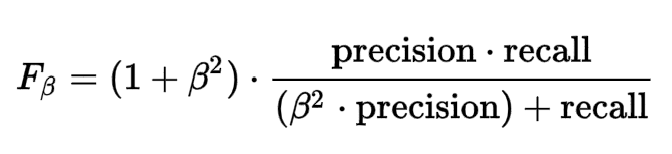 F_β = (1 + β²) · (precision · recall) / ((β² · precision) + recall)